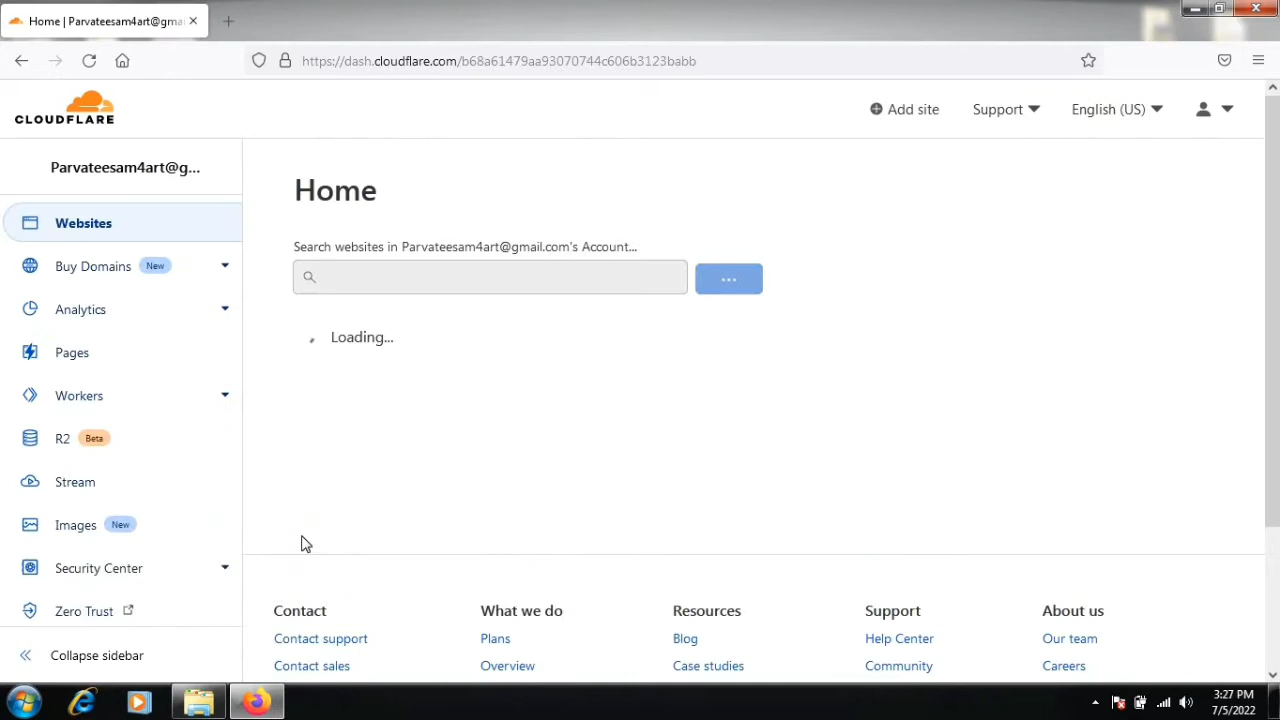 Home | Parvateesam4art@gma
https://dash.cloudflare.com/b68a61479aa93070744c606b3123babb
CLOUDFLARE
Add site
Support
English (US)
Parvateesam4art@g...
Websites
Buy Domains New
Analytics
Pages
Workers
R2 Beta
Stream
Images New
Security Center
Zero Trust
Collapse sidebar
Home
Search websites in Parvateesam4art@gmail.com's Account...
...
Loading...
Contact
Contact support
Contact sales
What we do
Plans
Overview
Resources
Blog
Case studies
Support
Help Center
Community
About us
Our team
Careers
3:27 PM
7/5/2022